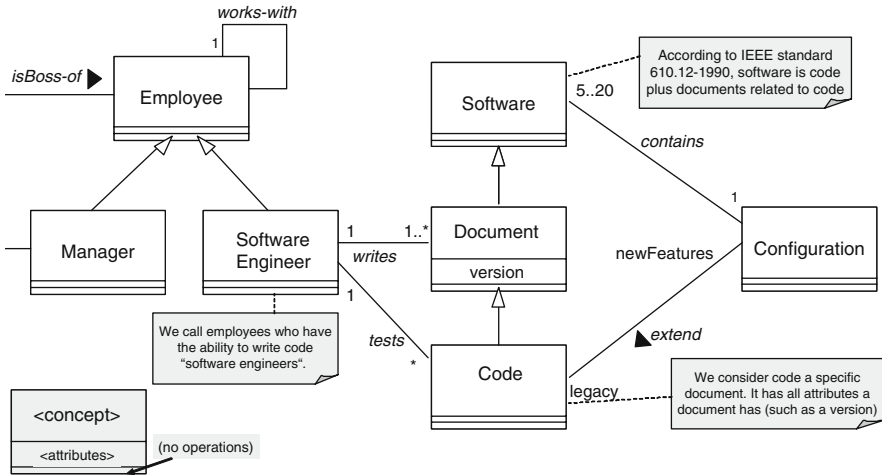 works-with
1
isBoss-of
Employee
Manager
Software
Engineer
1
writes
1..*
1
tests
*
We call employees who have
the ability to write code
“software engineers“.
<concept>
<attributes>
(no operations)
Software
5..20
According to IEEE standard
610.12-1990, software is code
plus documents related to code
contains
1
Document
version
newFeatures
Configuration
extend
Code
legacy
We consider code a specific
document. It has all attributes a
document has (such as a version)